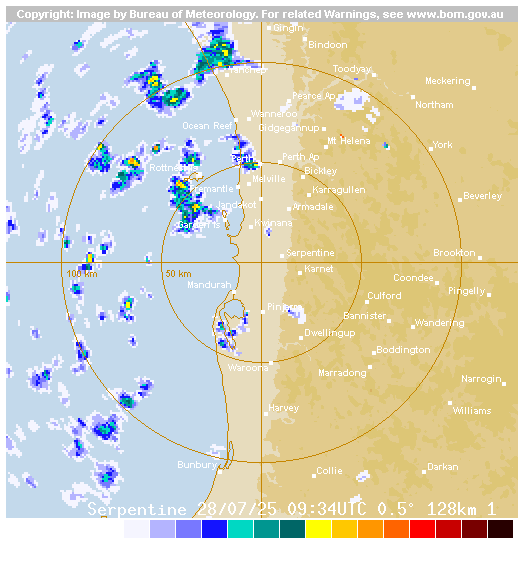 Copyright: Image by Bureau of Meteorology. For related Warnings, see www.bom.gov.au
Gingin
Bindoon
Yanchep
Toodyay
Meckering
Pearce Ap
Northam
Wanneroo
Ocean Reef
Gidgegannup
Mt Helena
York
Perth
Perth Ap
Rottnest
Bickley
Melville
Fremantle
Karragullen
Beverley
Jandakot
Armadale
Garden Is
Kwinana
Serpentine
Brookton
100 km
50 km
Karnet
Coondee
Mandurah
Pingelly
Culford
Pinjarra
Bannister
Wandering
Dwellingup
Boddington
Waroona
Marradong
Narrogin
Harvey
Williams
Bunbury
Collie
Darkan
Serpentine 28/07/25 09:34UTC 0.5° 128km 1